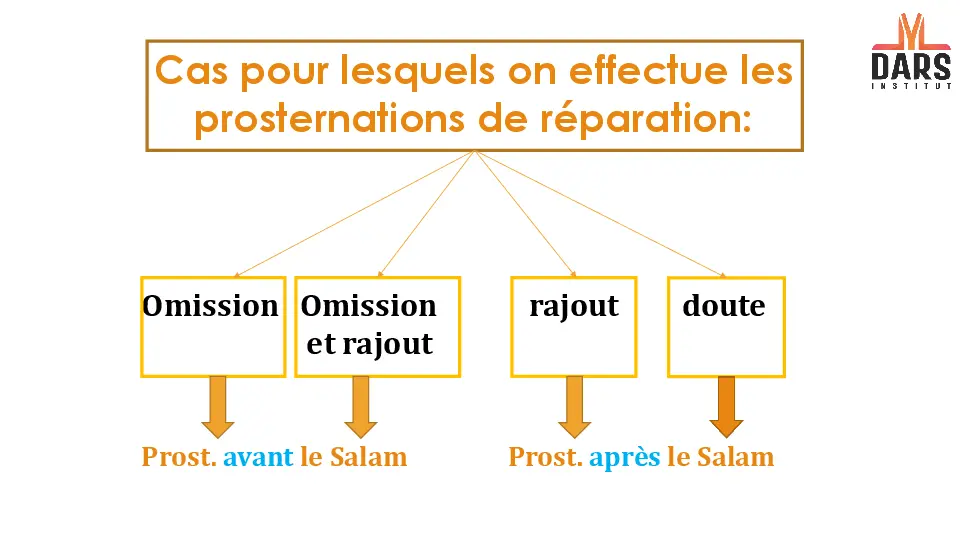 Cas pour lesquels on effectue les
prosternations de réparation:
DARS
INSTITUT
Omission
Omission
et rajout
rajout
doute
Prost. avant le Salam
Prost. après le Salam